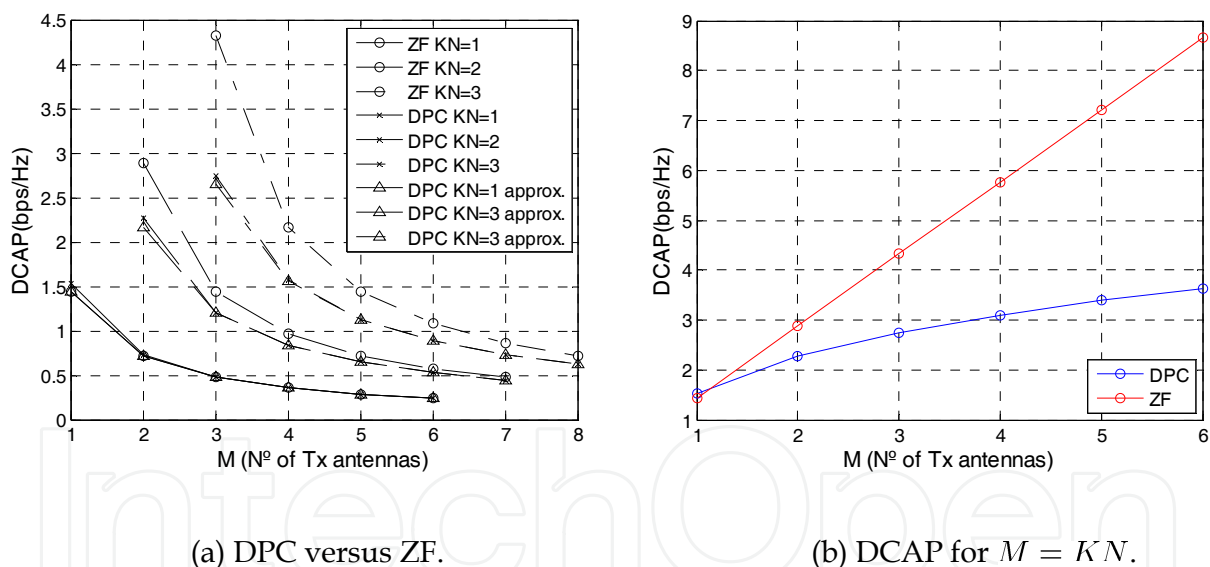 4.5
4
3.5
3
2.5
2
1.5
1
0.5
0
DCAP(bps/Hz)
1 2 3 4 5 6 7 8
M (Nº of Tx antennas)
ZF KN=1
ZF KN=2
ZF KN=3
DPC KN=1
DPC KN=2
DPC KN=3
DPC KN=1 approx.
DPC KN=3 approx.
DPC KN=3 approx.
(a) DPC versus ZF.
9
8
7
6
5
4
3
2
1
DCAP(bps/Hz)
1 2 3 4 5 6
M (Nº of Tx antennas)
DPC
ZF
(b) DCAP for M = KN.
IntechOpen